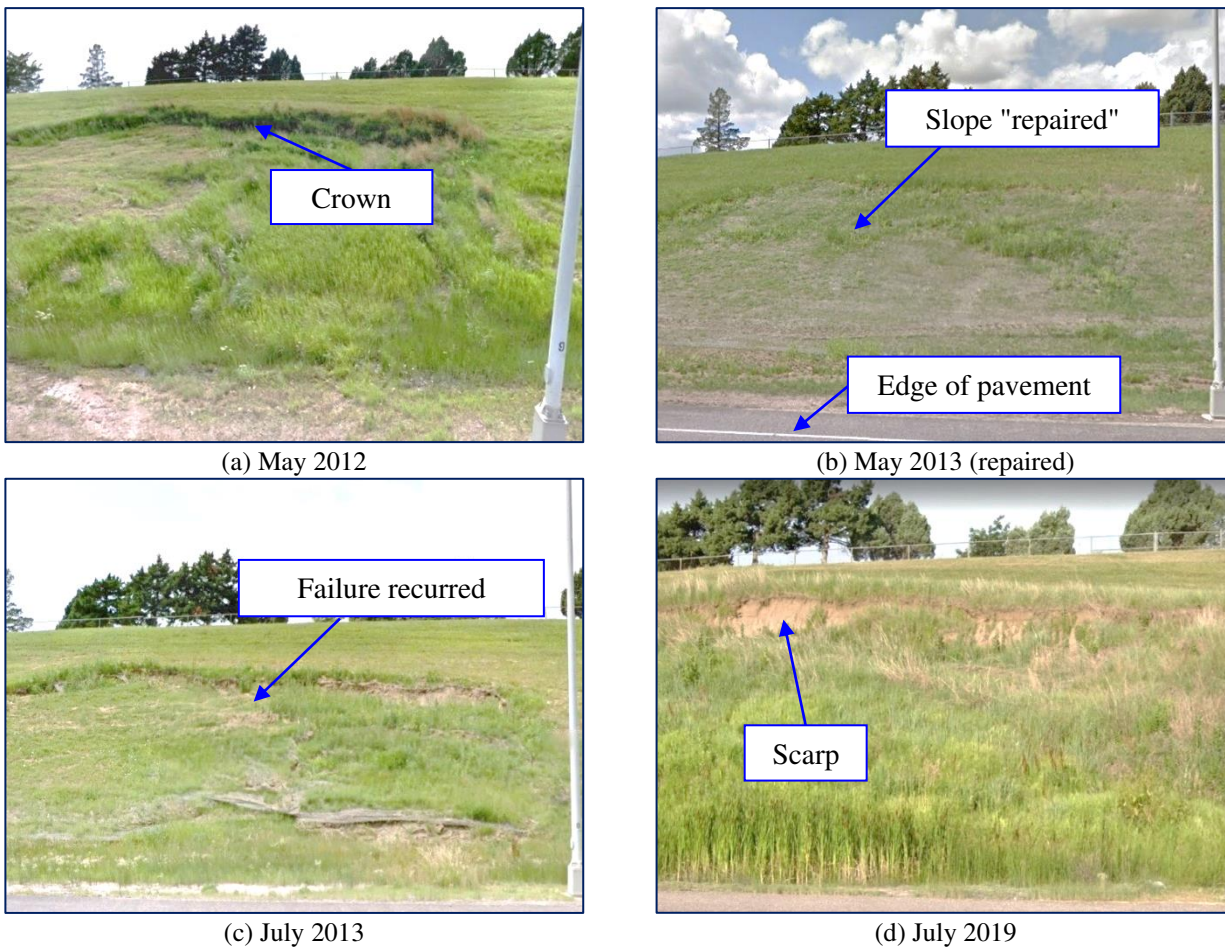 Crown
(a) May 2012
Slope "repaired"
Edge of pavement
(b) May 2013 (repaired)
Failure recurred
(c) July 2013
Scarp
(d) July 2019